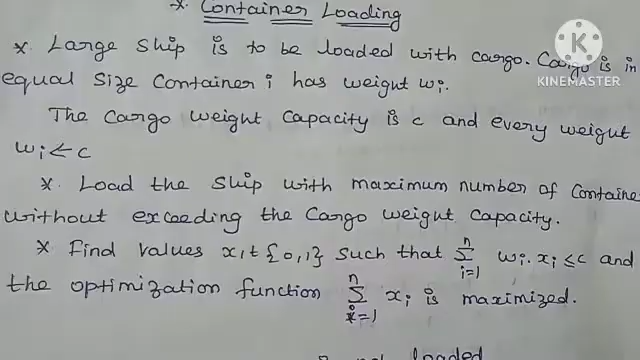 * Container Loading
* Large Ship is to be loaded with cargo. Cargo is in
equal Size Container i has weight wi.
The Cargo weight Capacity is c and every weight
wi ≤ c
* Load the Ship with maximum number of Containe
without exceeding the Cargo weight Capacity.
* Find values x, t {0,1} such that n Σ i=1 wi. xi ≤ c and
the optimization function n Σ i=1 xi is maximized.
loaded
K
KINEMASTER